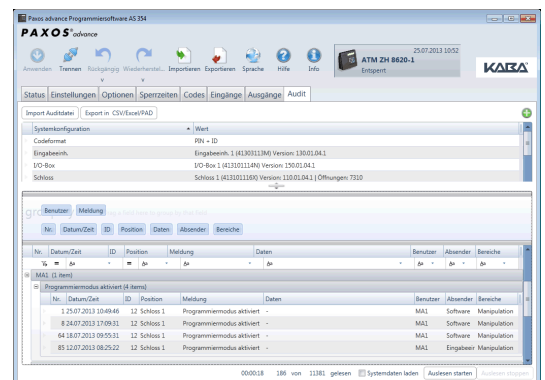 Paxos advance Programmiersoftware AS 354
PAXOS® advance
Anwenden Trennen Rückgängig Wiederherstel... Importieren Exportieren Sprache Hilfe Info
25.07.2013 10:52
ATM ZH 8620-1
Entsperrt
KABA
Status Einstellungen Optionen Sperrzeiten Codes Eingänge Ausgänge Audit
Import Auditdatei Export in CSV/Excel/PAD
Systemkonfiguration Wert
Codeformat PIN + ID
Eingabeeinh. Eingabeeinh. 1 (41303113M) Version: 130.01.04.1
I/O-Box I/O-Box 1 (413101114N) Version: 150.01.04.1
Schloss Schloss 1 (413101116X) Version: 110.01.04.1 | Öffnungen: 7310
Benutzer Meldung
Nr. Datum/Zeit ID Position Daten Absender Bereiche
Nr. Datum/Zeit ID Position Meldung Daten Benutzer Absender Bereiche
MA1 (1 item)
Programmiermodus aktiviert (4 items)
Nr. Datum/Zeit ID Position Meldung Daten Benutzer Absender Bereiche
1 25.07.2013 10:49:46 12 Schloss 1 Programmiermodus aktiviert - MA1 Software Manipulation
8 24.07.2013 17:09:31 12 Schloss 1 Programmiermodus aktiviert - MA1 Software Manipulation
64 18.07.2013 09:55:31 12 Schloss 1 Programmiermodus aktiviert - MA1 Software Manipulation
85 12.07.2013 08:25:22 12 Schloss 1 Programmiermodus aktiviert - MA1 Eingabeeir Manipulation
00:00:18 186 von 11381 gelesen Systemdaten laden Auslesen starten Auslesen stoppen